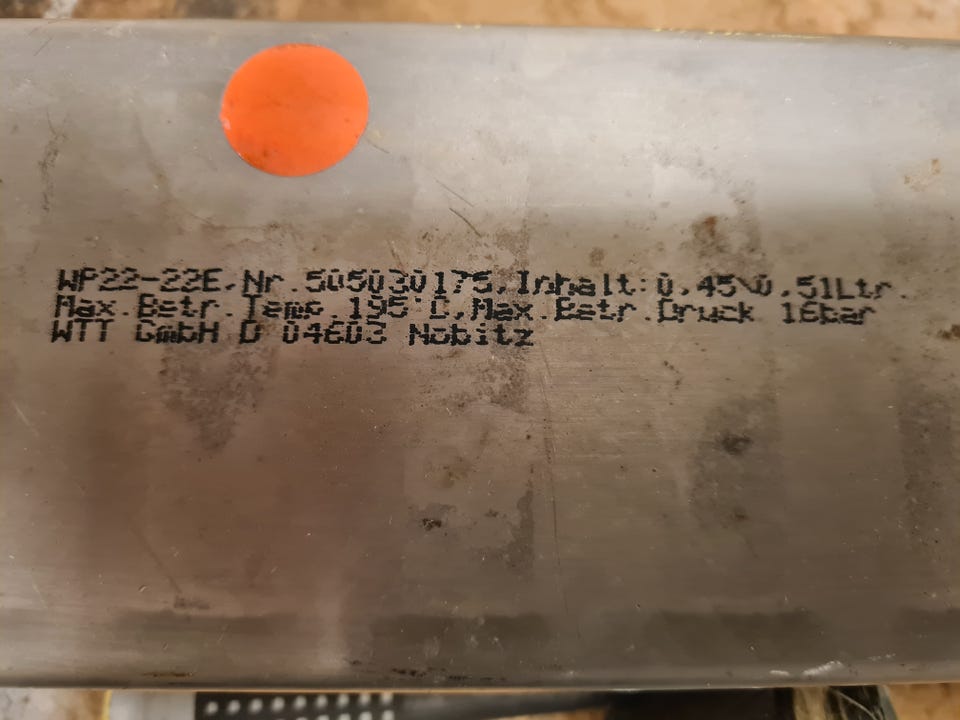 WP22-22E,Nr.505030175,Inhalt:0,45\0,51Ltr.
Max.Betr.Temp.195°C,Max.Betr.Druck 16bar
WTT GmbH D 04603 Nobitz